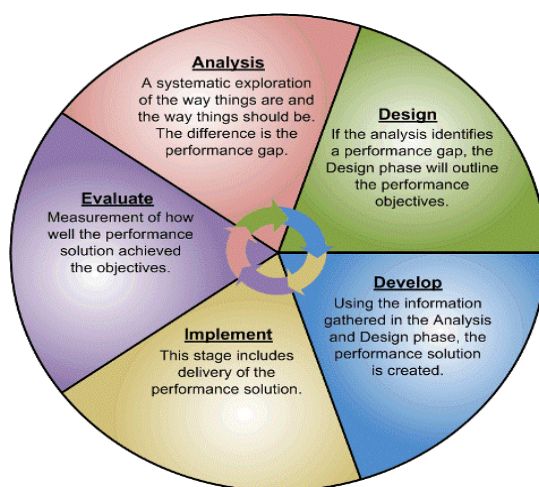 Analysis
A systematic exploration
of the way things are and
the way things should be.
The difference is the
performance gap.
Design
If the analysis identifies
a performance gap, the
Design phase will outline
the performance
objectives.
Develop
Using the information
gathered in the Analysis
and Design phase, the
performance solution
is created.
Implement
This stage includes
delivery of the
performance solution.
Evaluate
Measurement of how
well the performance
solution achieved
the objectives.